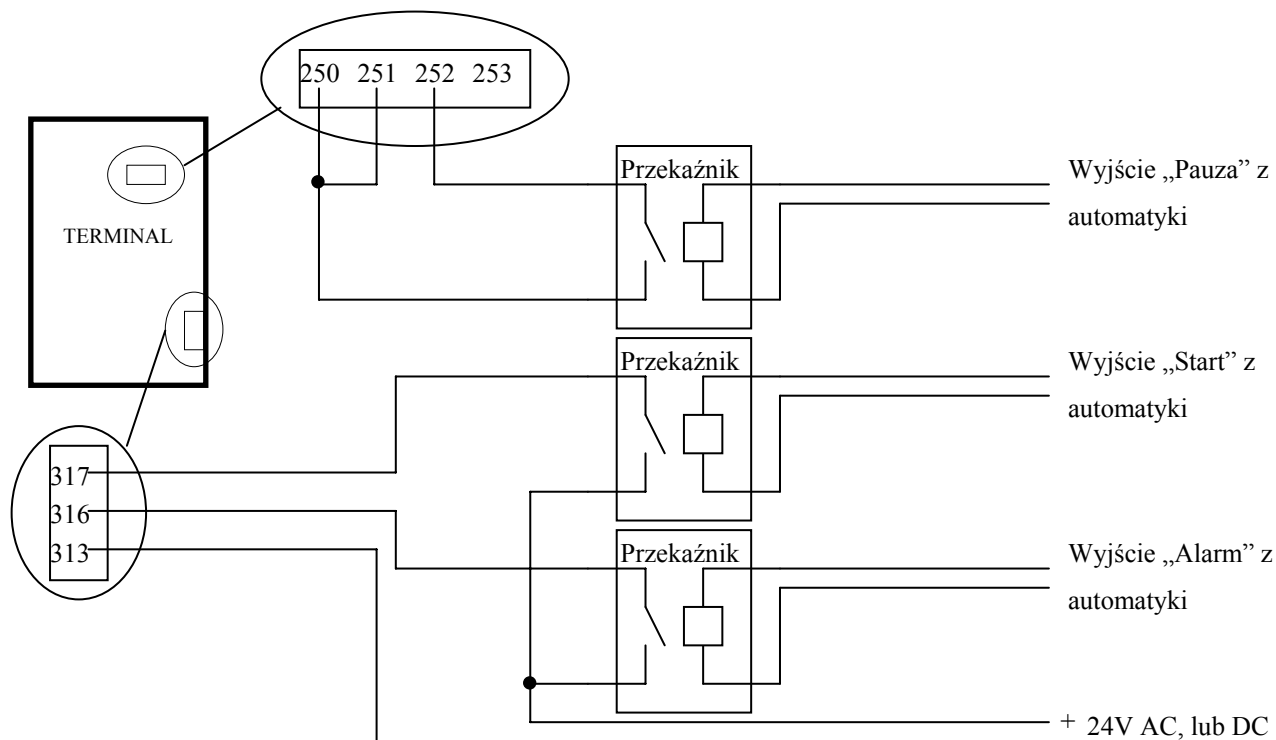 250 251 252 253
TERMINAL
Przekaźnik
Wyjście „Pauza” z
automatyki
Przekaźnik
Wyjście „Start” z
automatyki
317
316
313
Przekaźnik
Wyjście „Alarm” z
automatyki
+ 24V AC, lub DC